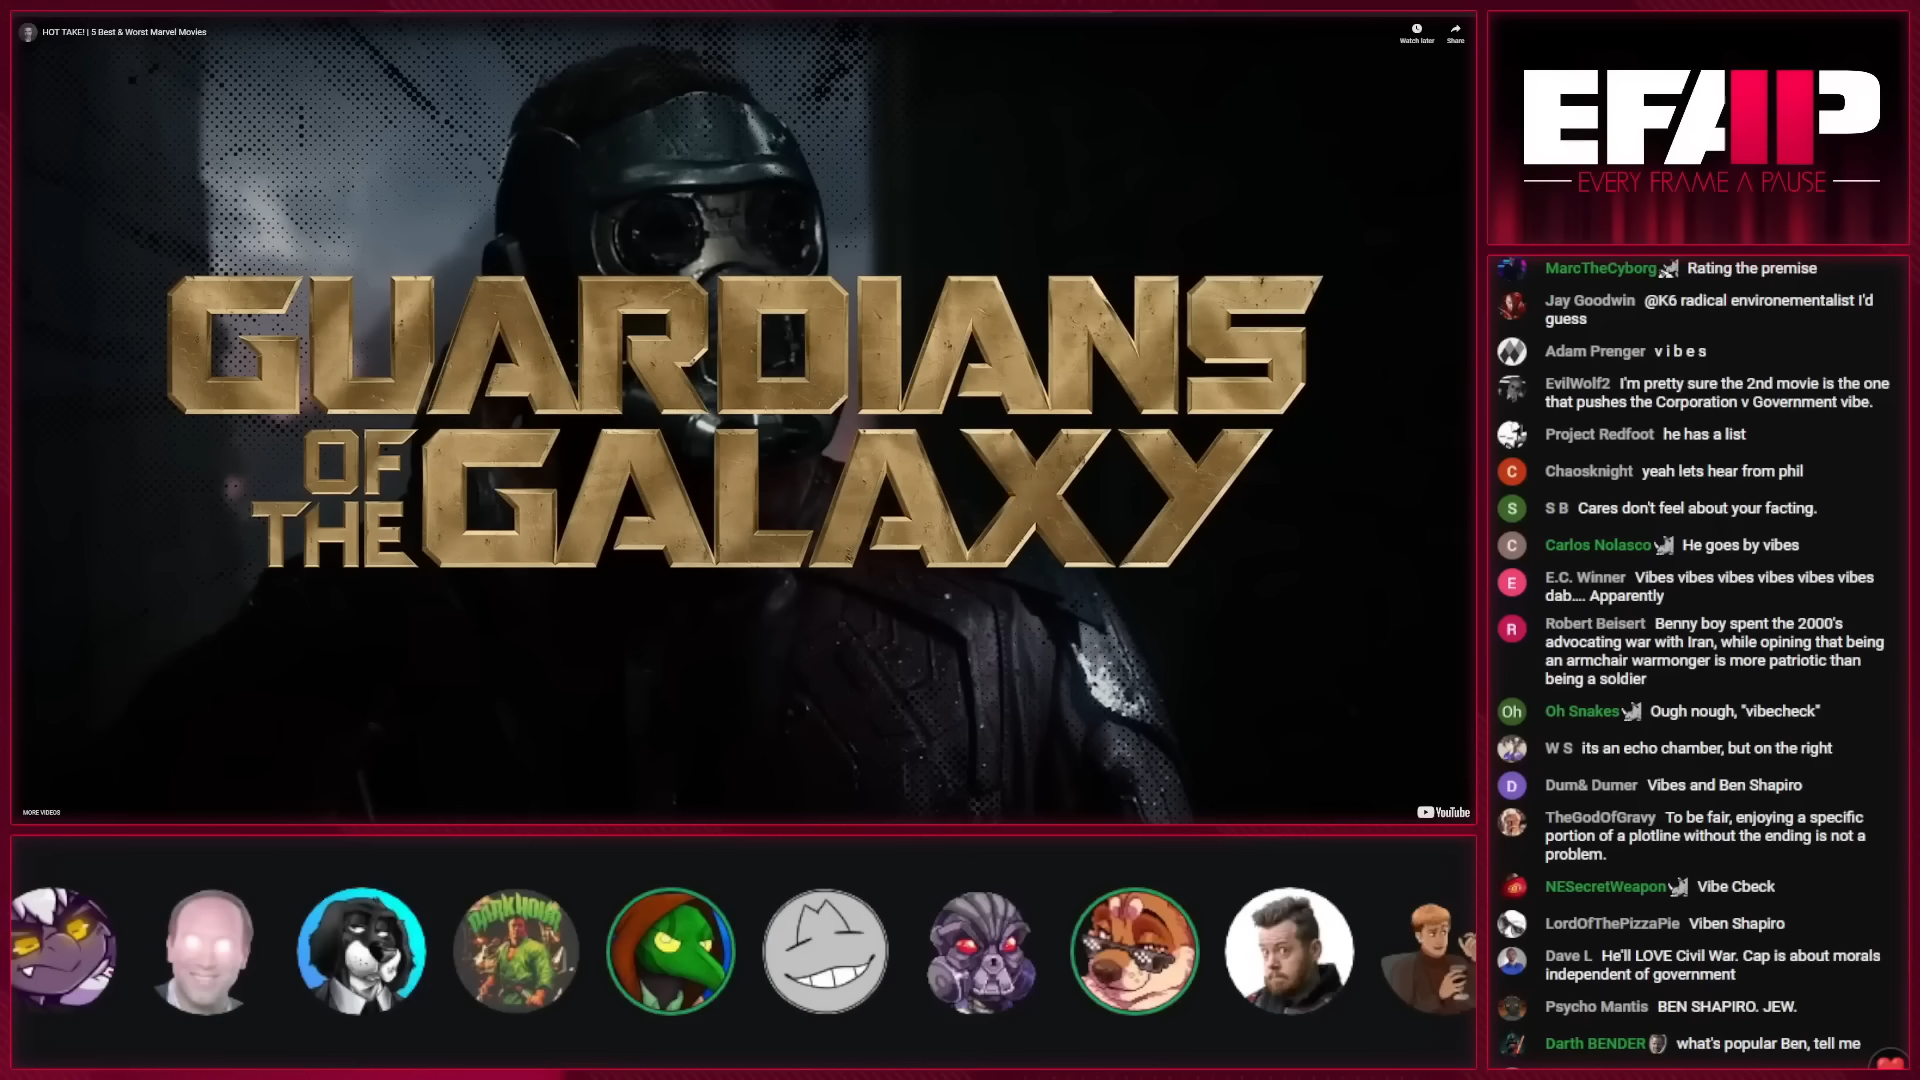 HOT TAKE! | 5 Best & Worst Marvel Movies
Watch later
Share
GUARDIANS
OF
THE GALAXY
MORE VIDEOS
YouTube
DARK HOUR
EFAP
EVERY FRAME A PAUSE
MarcTheCyborg Rating the premise
Jay Goodwin @K6 radical environementalist I'd
guess
Adam Prenger v i b e s
EvilWolf2 I'm pretty sure the 2nd movie is the one
that pushes the Corporation v Government vibe.
Project Redfoot he has a list
C
Chaosknight yeah lets hear from phil
S
S B Cares don't feel about your facting.
C
Carlos Nolasco He goes by vibes
E
E.C. Winner Vibes vibes vibes vibes vibes vibes
dab.... Apparently
R
Robert Beisert Benny boy spent the 2000's
advocating war with Iran, while opining that being
an armchair warmonger is more patriotic than
being a soldier
Oh
Oh Snakes Ough nough, "vibecheck"
W S its an echo chamber, but on the right
D
Dum& Dumer Vibes and Ben Shapiro
TheGodOfGravy To be fair, enjoying a specific
portion of a plotline without the ending is not a
problem.
NESecretWeapon Vibe Cbeck
LordOfThePizzaPie Viben Shapiro
Dave L He'll LOVE Civil War. Cap is about morals
independent of government
Psycho Mantis BEN SHAPIRO. JEW.
Darth BENDER what's popular Ben, tell me